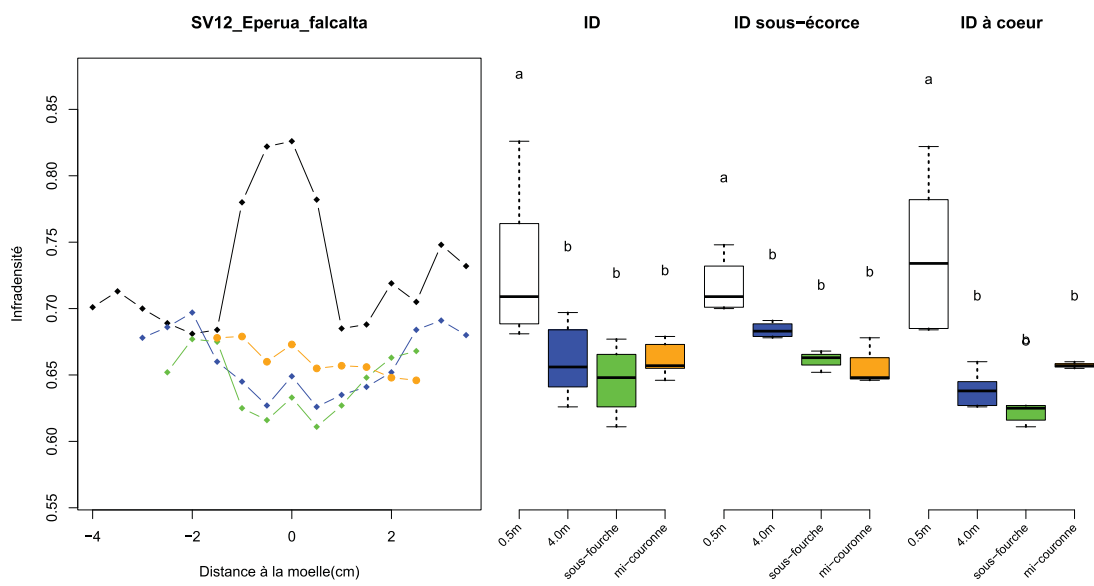 SV12_Eperua_falcalta
ID
ID sous−écorce
ID à coeur
Infradensité
0.85
0.80
0.75
0.70
0.65
0.60
0.55
−4
−2
0
2
Distance à la moelle(cm)
a
b
b
b
0.5m
4.0m
sous−fourche
mi−couronne
a
b
b
b
0.5m
4.0m
sous−fourche
mi−couronne
a
b
b
b
0.5m
4.0m
sous−fourche
mi−couronne